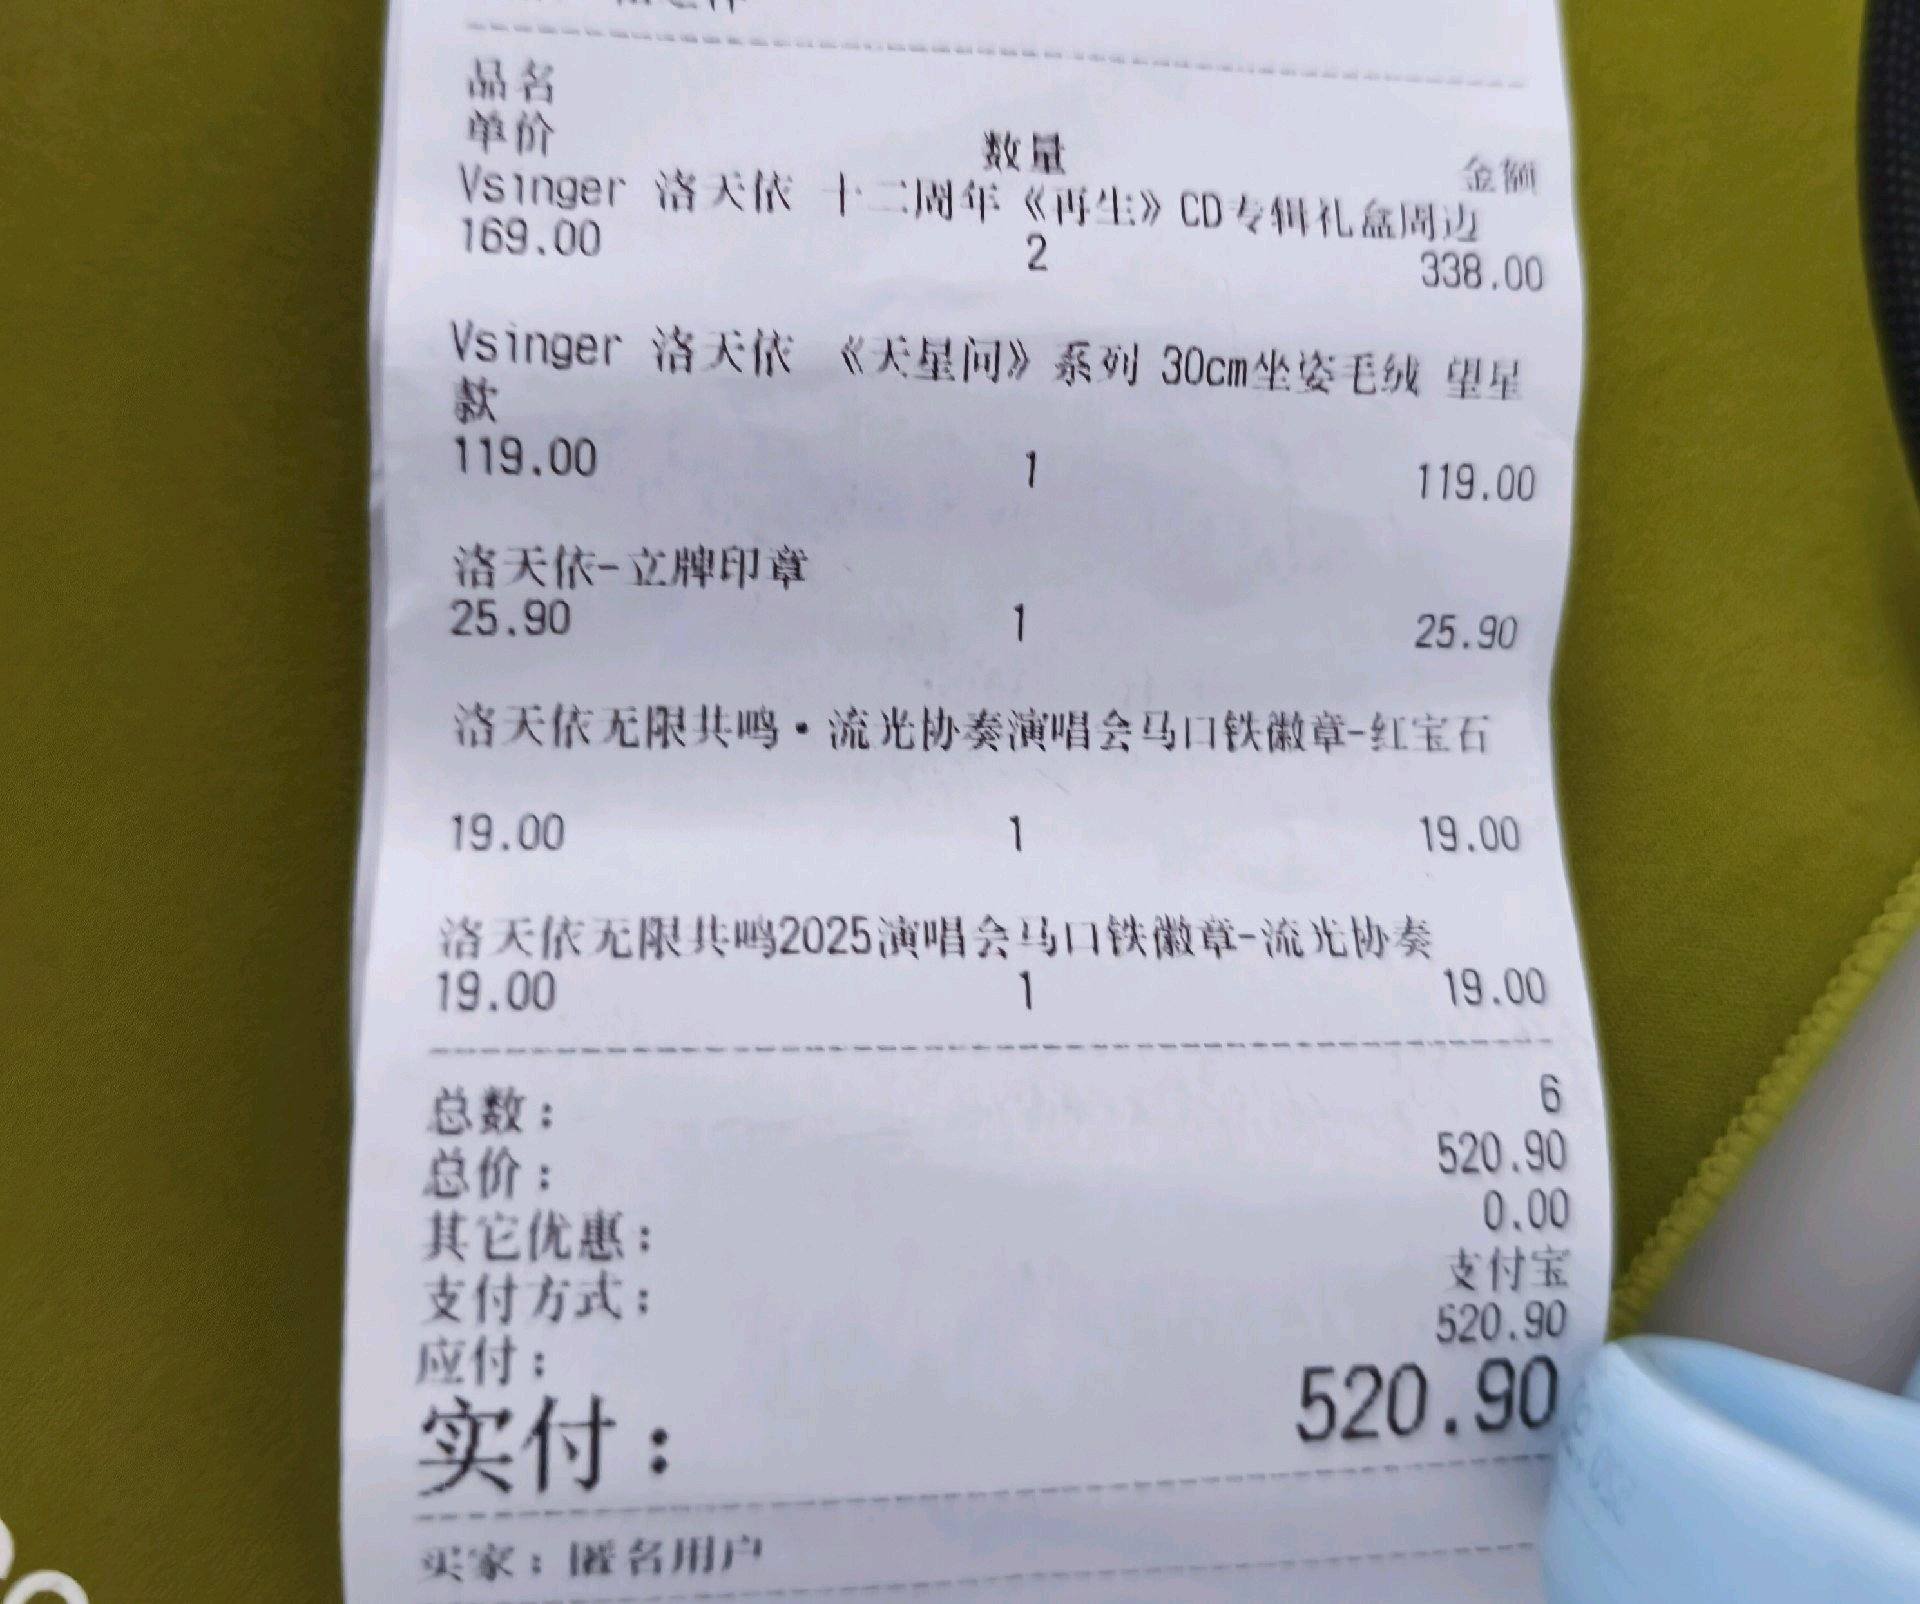 品名
单价 数量 金额
Vsinger 洛天依 十二周年《再生》CD专辑礼盒周边
169.00 2 338.00
Vsinger 洛天依 《天星问》系列 30cm坐姿毛绒 望星
款
119.00 1 119.00
洛天依-立牌印章
25.90 1 25.90
洛天依无限共鸣·流光协奏演唱会马口铁徽章-红宝石
19.00 1 19.00
洛天依无限共鸣2025演唱会马口铁徽章-流光协奏
19.00 1 19.00
总数： 6
总价： 520.90
其它优惠： 0.00
支付方式： 支付宝
应付： 520.90
实付： 520.90
买家：匿名用户